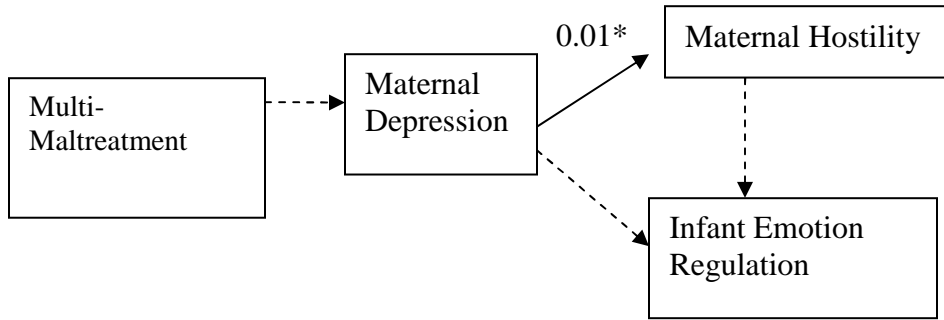 0.01*
Maternal Hostility
Multi-
Maltreatment
Maternal
Depression
Infant Emotion
Regulation